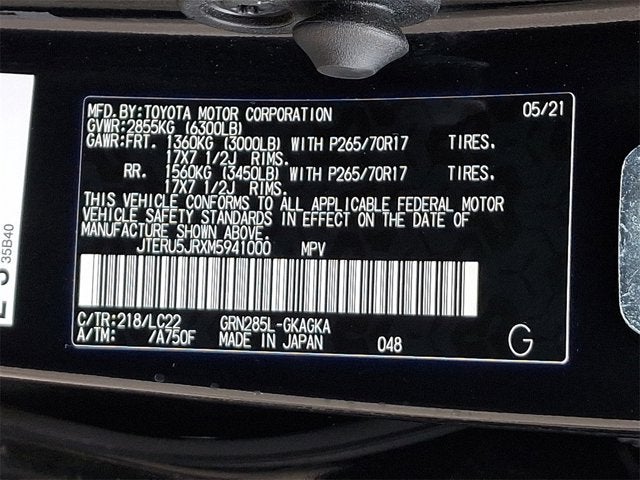 MFD.BY:TOYOTA MOTOR CORPORATION 05/21
GVWR:2855KG (6300LB)
GAWR:FRT. 1360KG (3000LB) WITH P265/70R17 TIRES.
17X7 1/2J RIMS.
RR. 1560KG (3450LB) WITH P265/70R17 TIRES.
17X7 1/2J RIMS.
THIS VEHICLE CONFORMS TO ALL APPLICABLE FEDERAL MOTOR
VEHICLE SAFETY STANDARDS IN EFFECT ON THE DATE OF
MANUFACTURE SHOWN ABOVE.
JTERU5JRXM5941000 MPV
C/TR:218/LC22 GRN285L-GKAGKA
A/TM: /A750F MADE IN JAPAN 048 G
35B40